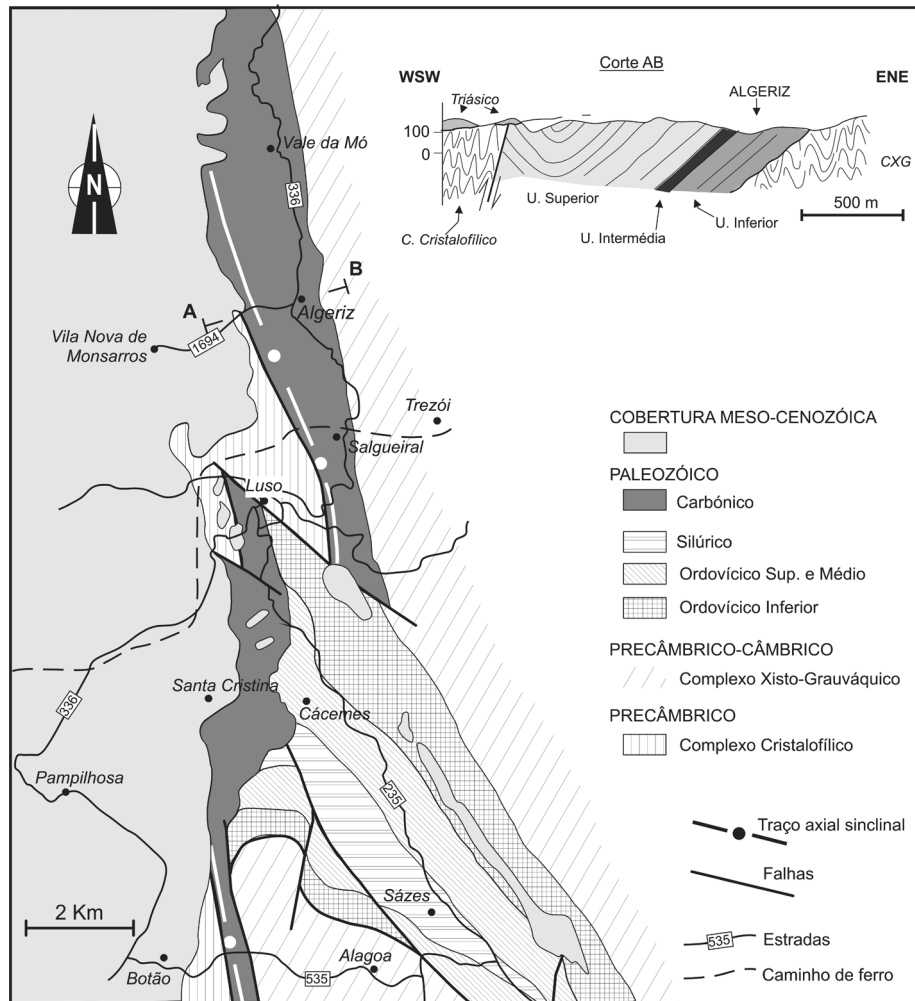 Corte AB
WSW
ENE
Triásico
ALGERIZ
100
0
CXG
U. Superior
500 m
U. Inferior
C. Cristalofílico
U. Intermédia
N
Vale da Mó
336
B
A
Algeriz
Vila Nova de
Monsarros
1694
Trezói
Salgueiral
Luso
Santa Cristina
336
Cácemes
Pampilhosa
235
Sázes
2 Km
Alagoa
Botão
535
COBERTURA MESO-CENOZÓICA
PALEOZÓICO
Carbónico
Silúrico
Ordovícico Sup. e Médio
Ordovícico Inferior
PRECÂMBRICO-CÂMBRICO
Complexo Xisto-Grauváquico
PRECÂMBRICO
Complexo Cristalofílico
Traço axial sinclinal
Falhas
535
Estradas
Caminho de ferro